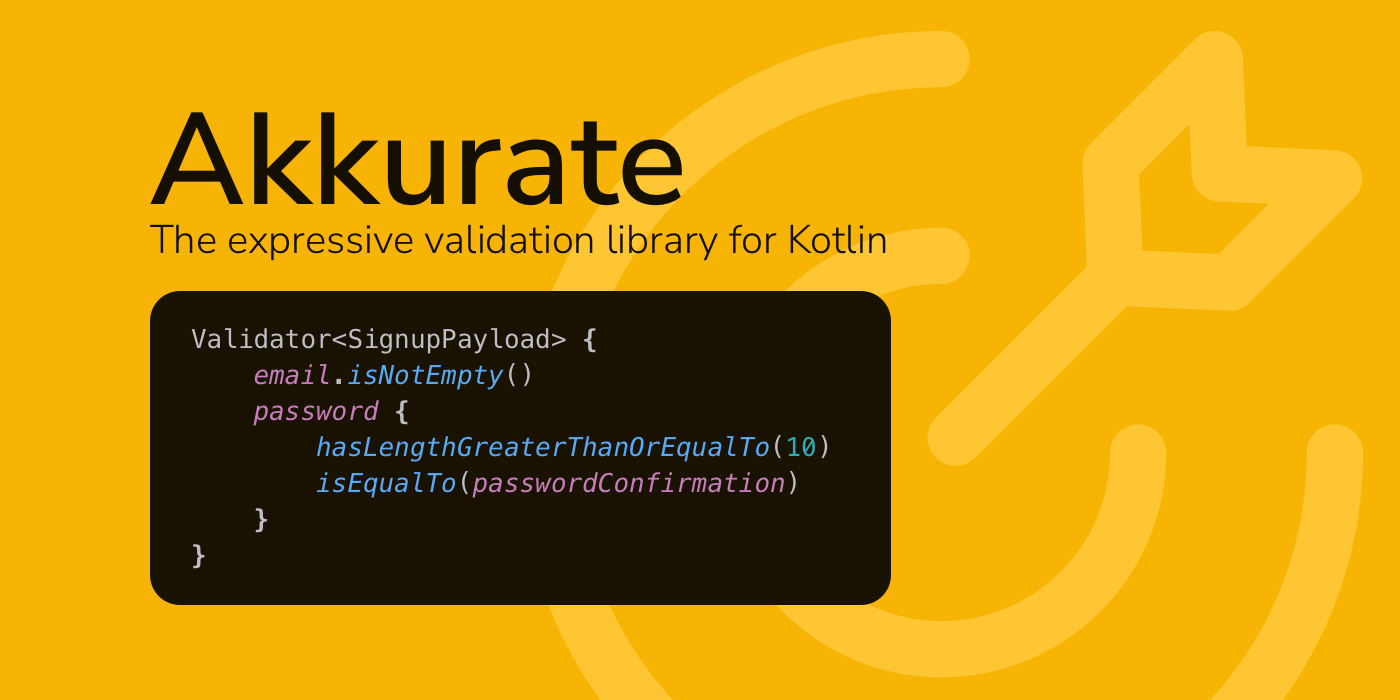 Akkurate
The expressive validation library for Kotlin
Validator<SignupPayload> {
    email.isNotEmpty()
    password {
        hasLengthGreaterThanOrEqualTo(10)
        isEqualTo(passwordConfirmation)
    }
}